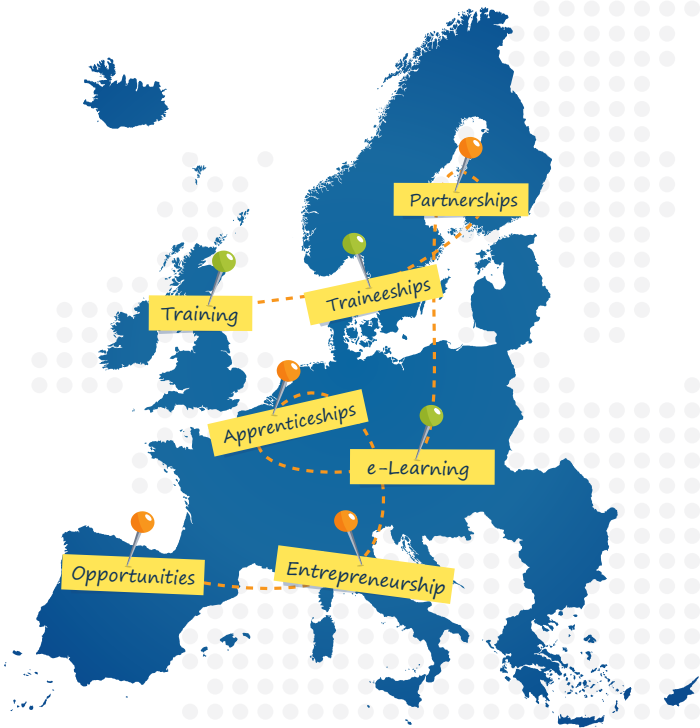 Partnerships
Traineeships
Training
Apprenticeships
e-Learning
Opportunities
Entrepreneurship